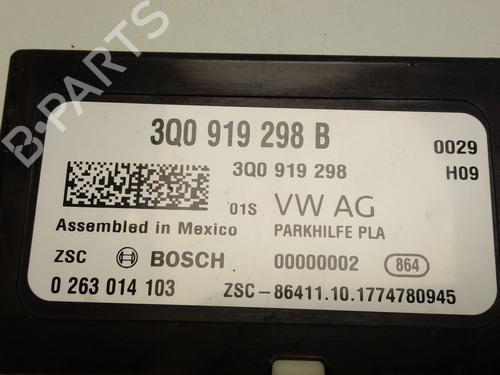 B-PARTS
3Q0 919 298 B
0029
3Q0 919 298
H09
01S VW AG
Assembled in Mexico
PARKHILFE PLA
ZSC BOSCH 00000002 864
0 263 014 103
ZSC-86411.10.1774780945